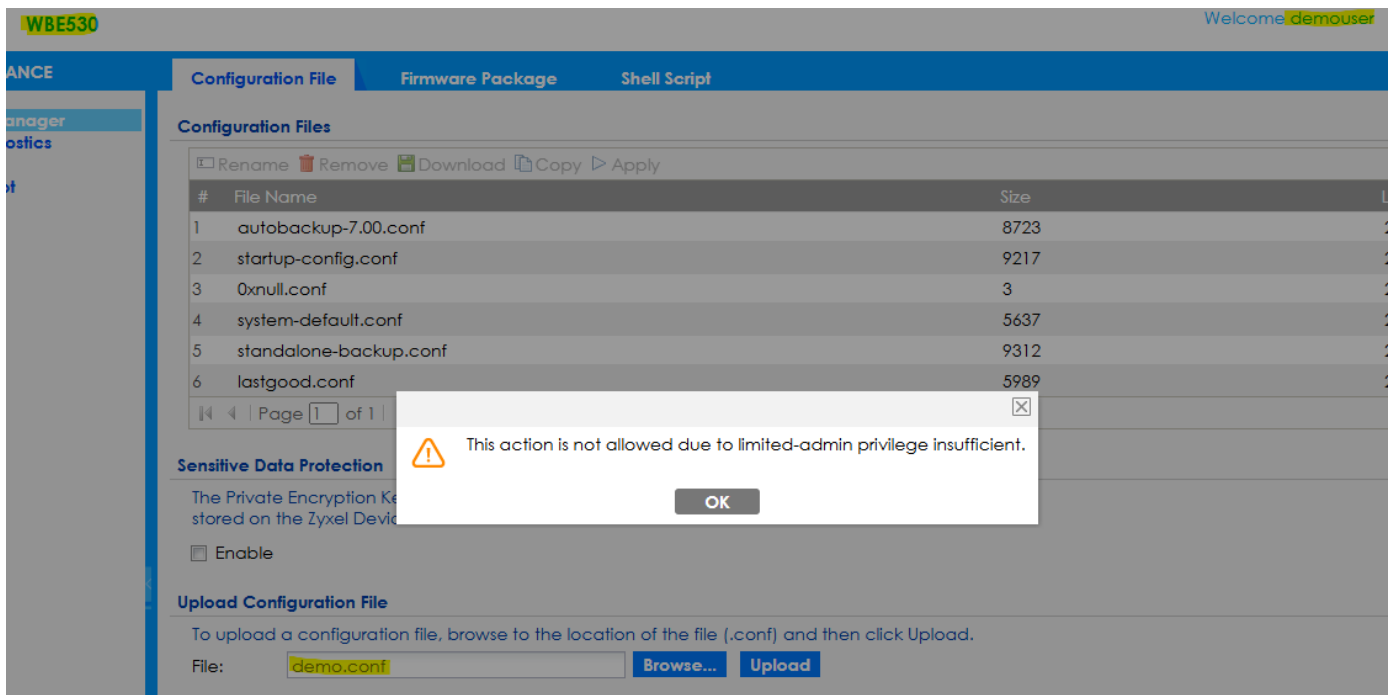 WBE530
Welcome demouser
ANCE
Configuration File Firmware Package Shell Script
anager
ostics
ot
Configuration Files
Rename Remove Download Copy Apply
# File Name Size L
1 autobackup-7.00.conf 8723
2 startup-config.conf 9217
3 0xnull.conf 3
4 system-default.conf 5637
5 standalone-backup.conf 9312
6 lastgood.conf 5989
Page 1 of 1
This action is not allowed due to limited-admin privilege insufficient.
OK
Sensitive Data Protection
The Private Encryption Ke
stored on the Zyxel Devic
Enable
Upload Configuration File
To upload a configuration file, browse to the location of the file (.conf) and then click Upload.
File: demo.conf Browse... Upload